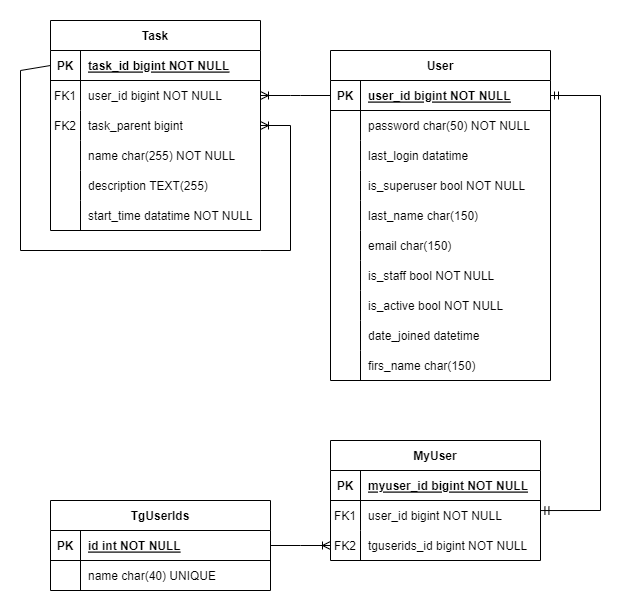 Task
PK task_id bigint NOT NULL
FK1 user_id bigint NOT NULL
FK2 task_parent bigint
name char(255) NOT NULL
description TEXT(255)
start_time datatime NOT NULL
User
PK user_id bigint NOT NULL
password char(50) NOT NULL
last_login datatime
is_superuser bool NOT NULL
last_name char(150)
email char(150)
is_staff bool NOT NULL
is_active bool NOT NULL
date_joined datetime
firs_name char(150)
MyUser
PK myuser_id bigint NOT NULL
FK1 user_id bigint NOT NULL
FK2 tguserids_id bigint NOT NULL
TgUserIds
PK id int NOT NULL
name char(40) UNIQUE